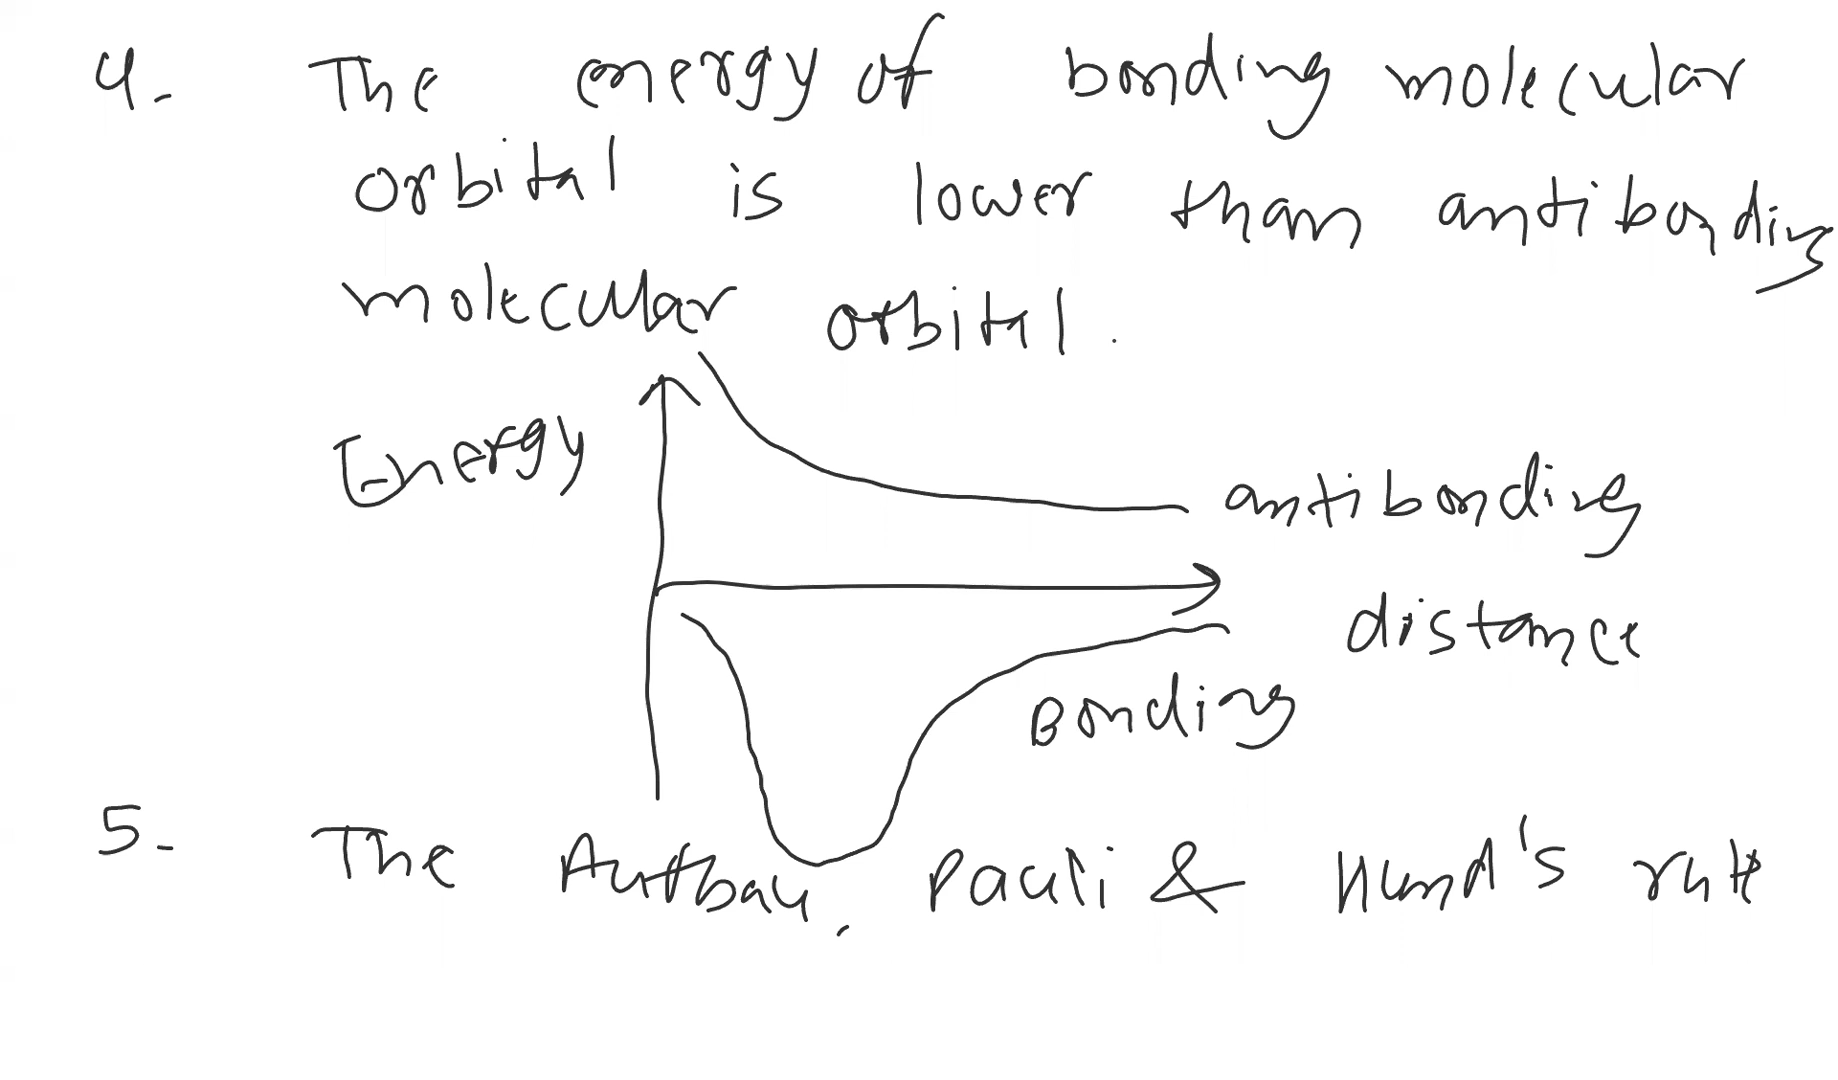 4. The energy of bonding molecular
orbital is lower than antibonding
molecular orbital.
Energy
antibonding
distance
Bonding
5. The Aufbau, Pauli & Hund's rule